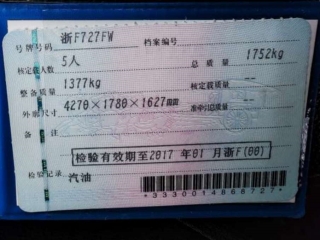 号牌号码 浙F727FW 档案编号
核定载人数 5人 总质量 1752kg
整备质量 1377kg 核定载质量 --
外廓尺寸 4270×1780×1627mm 准牵引总质量 --
备注
检验有效期至2017年01月浙F(00)
检验记录 汽油
*3330014868727*